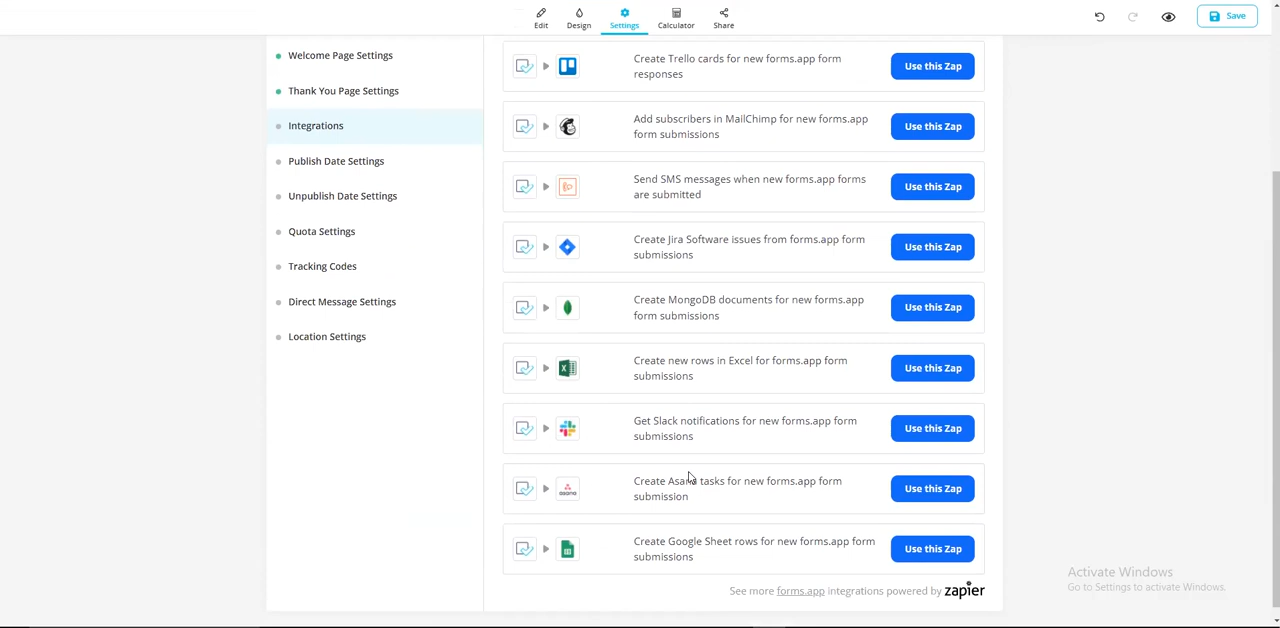 Edit
Design
Settings
Calculator
Share
Save
Welcome Page Settings
Thank You Page Settings
Integrations
Publish Date Settings
Unpublish Date Settings
Quota Settings
Tracking Codes
Direct Message Settings
Location Settings
Create Trello cards for new forms.app form
responses
Use this Zap
Add subscribers in MailChimp for new forms.app
form submissions
Use this Zap
Send SMS messages when new forms.app forms
are submitted
Use this Zap
Create Jira Software issues from forms.app form
submissions
Use this Zap
Create MongoDB documents for new forms.app
form submissions
Use this Zap
Create new rows in Excel for forms.app form
submissions
Use this Zap
Get Slack notifications for new forms.app form
submissions
Use this Zap
asana
Create Asana tasks for new forms.app form
submission
Use this Zap
Create Google Sheet rows for new forms.app form
submissions
Use this Zap
See more forms.app integrations powered by zapier
Activate Windows
Go to Settings to activate Windows.